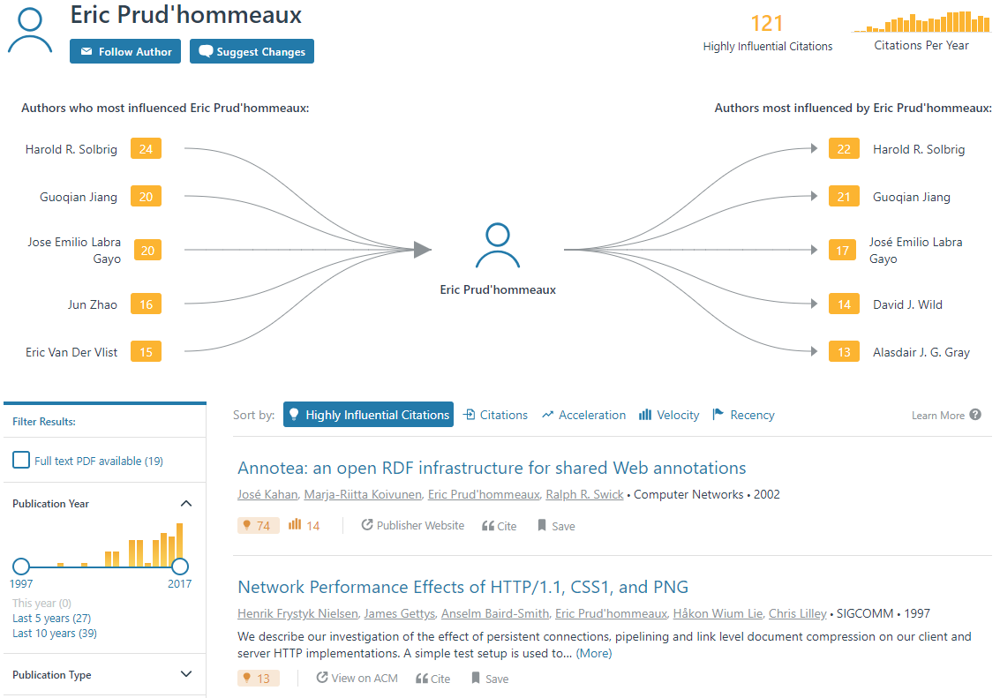 Eric Prud'hommeaux
Follow Author
Suggest Changes
121
Highly Influential Citations
Citations Per Year
Authors who most influenced Eric Prud'hommeaux:
Authors most influenced by Eric Prud'hommeaux:
Harold R. Solbrig 24
22 Harold R. Solbrig
Guoqian Jiang 20
21 Guoqian Jiang
Jose Emilio Labra
Gayo
20
17
José Emilio Labra
Gayo
Eric Prud'hommeaux
Jun Zhao 16
14 David J. Wild
Eric Van Der Vlist 15
13 Alasdair J. G. Gray
Filter Results:
Full text PDF available (19)
Publication Year
1997 2017
This year (0)
Last 5 years (27)
Last 10 years (39)
Publication Type
Sort by: Highly Influential Citations Citations Acceleration Velocity Recency
Learn More ?
Annotea: an open RDF infrastructure for shared Web annotations
José Kahan, Marja-Riitta Koivunen, Eric Prud'hommeaux, Ralph R. Swick • Computer Networks • 2002
74 14 Publisher Website Cite Save
Network Performance Effects of HTTP/1.1, CSS1, and PNG
Henrik Frystyk Nielsen, James Gettys, Anselm Baird-Smith, Eric Prud'hommeaux, Håkon Wium Lie, Chris Lilley • SIGCOMM • 1997
We describe our investigation of the effect of persistent connections, pipelining and link level document compression on our client and
server HTTP implementations. A simple test setup is used to... (More)
13 View on ACM Cite Save